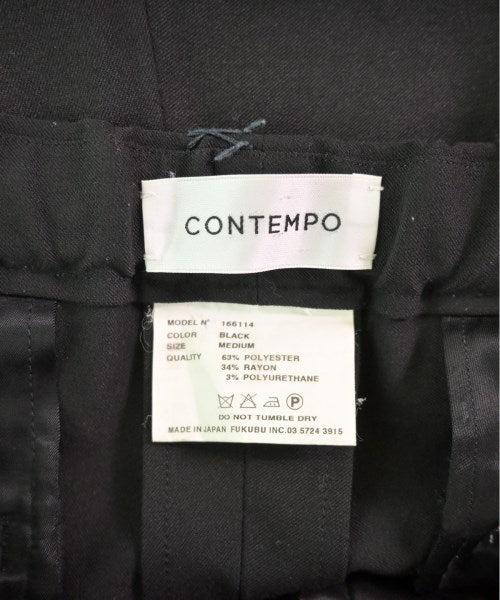 CONTEMPO
MODEL Nº 166114
COLOR BLACK
SIZE MEDIUM
QUALITY 63% POLYESTER
34% RAYON
3% POLYURETHANE
P
DO NOT TUMBLE DRY
MADE IN JAPAN FUKUBU INC.03 5724 3915